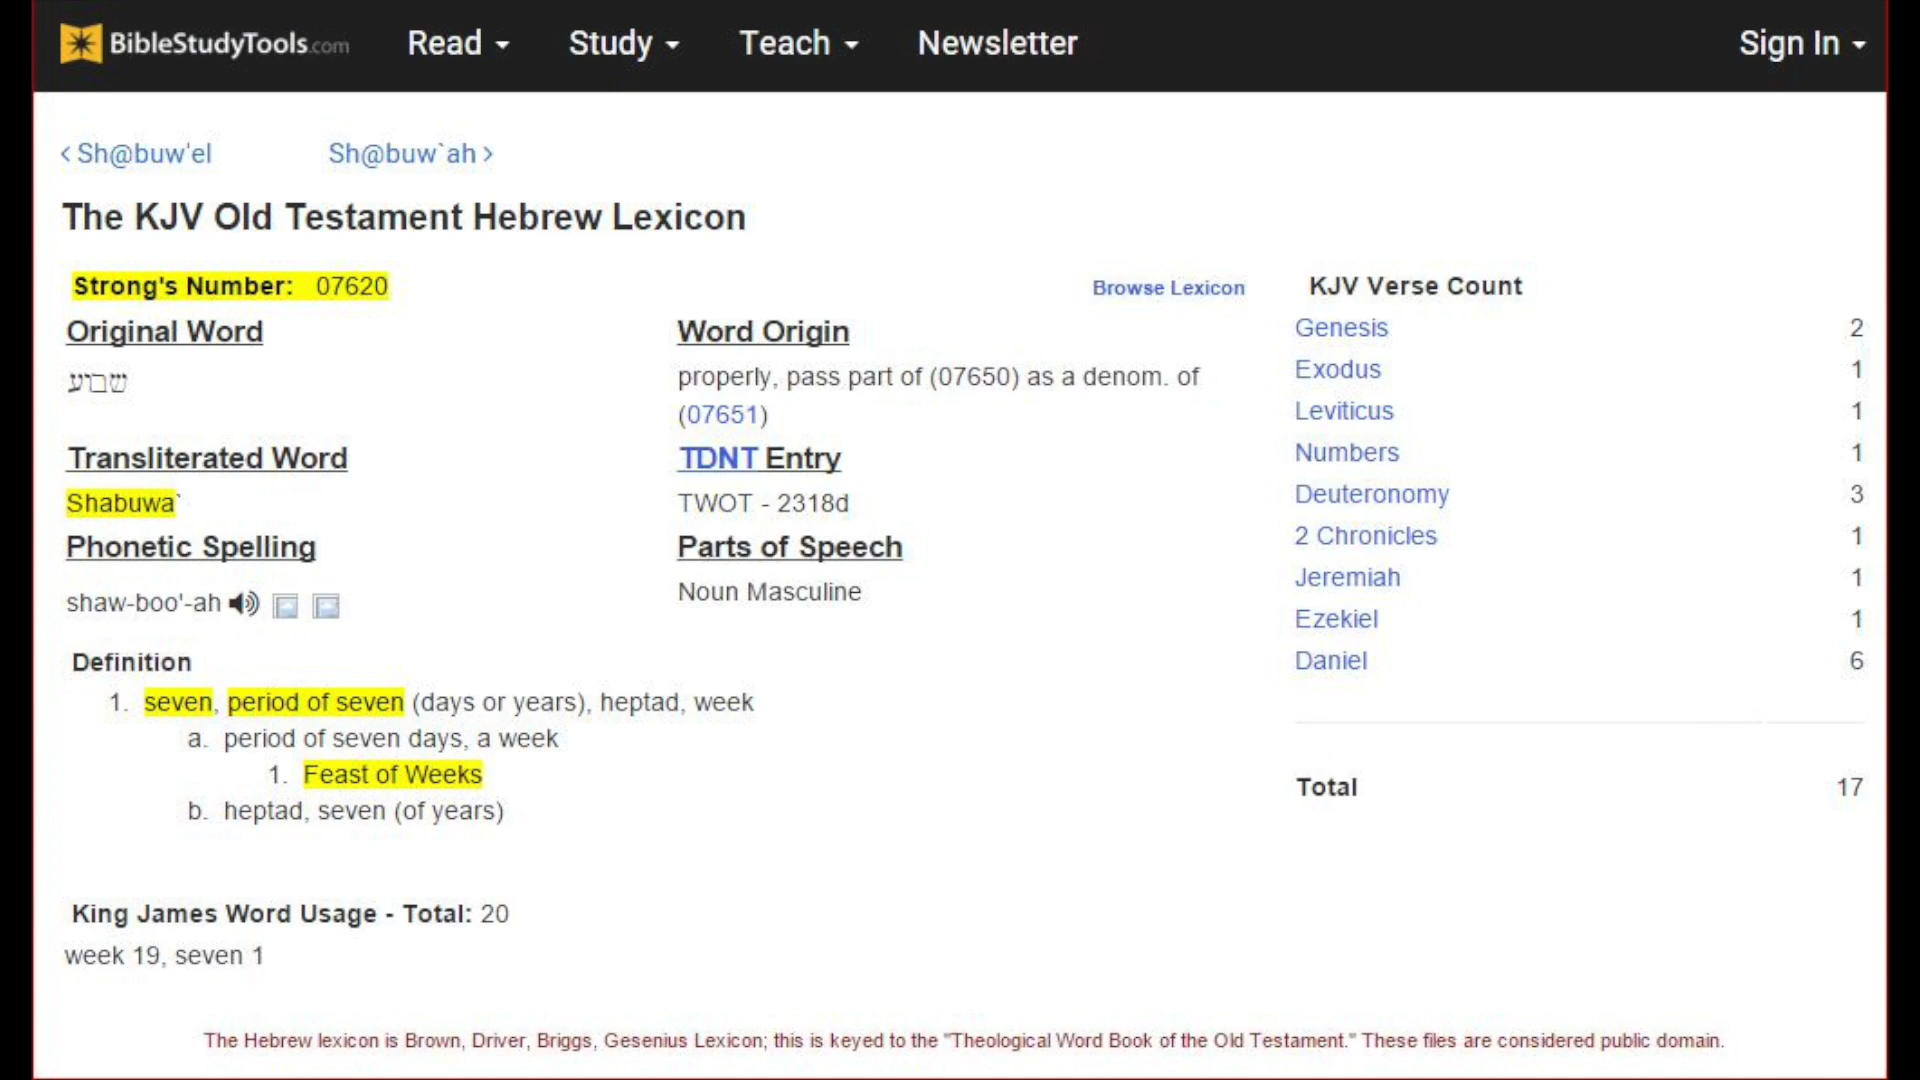 BibleStudyTools.com Read Study Teach Newsletter Sign In
< Sh@buw'el Sh@buw`ah >
The KJV Old Testament Hebrew Lexicon
Strong's Number: 07620
Browse Lexicon
Original Word
שבוע
Word Origin
properly, pass part of (07650) as a denom. of
(07651)
Transliterated Word
Shabuwa`
TDNT Entry
TWOT - 2318d
Phonetic Spelling
shaw-boo'-ah
Parts of Speech
Noun Masculine
Definition
1. seven, period of seven (days or years), heptad, week
a. period of seven days, a week
1. Feast of Weeks
b. heptad, seven (of years)
King James Word Usage - Total: 20
week 19, seven 1
KJV Verse Count
Genesis 2
Exodus 1
Leviticus 1
Numbers 1
Deuteronomy 3
2 Chronicles 1
Jeremiah 1
Ezekiel 1
Daniel 6
Total 17
The Hebrew lexicon is Brown, Driver, Briggs, Gesenius Lexicon; this is keyed to the "Theological Word Book of the Old Testament." These files are considered public domain.